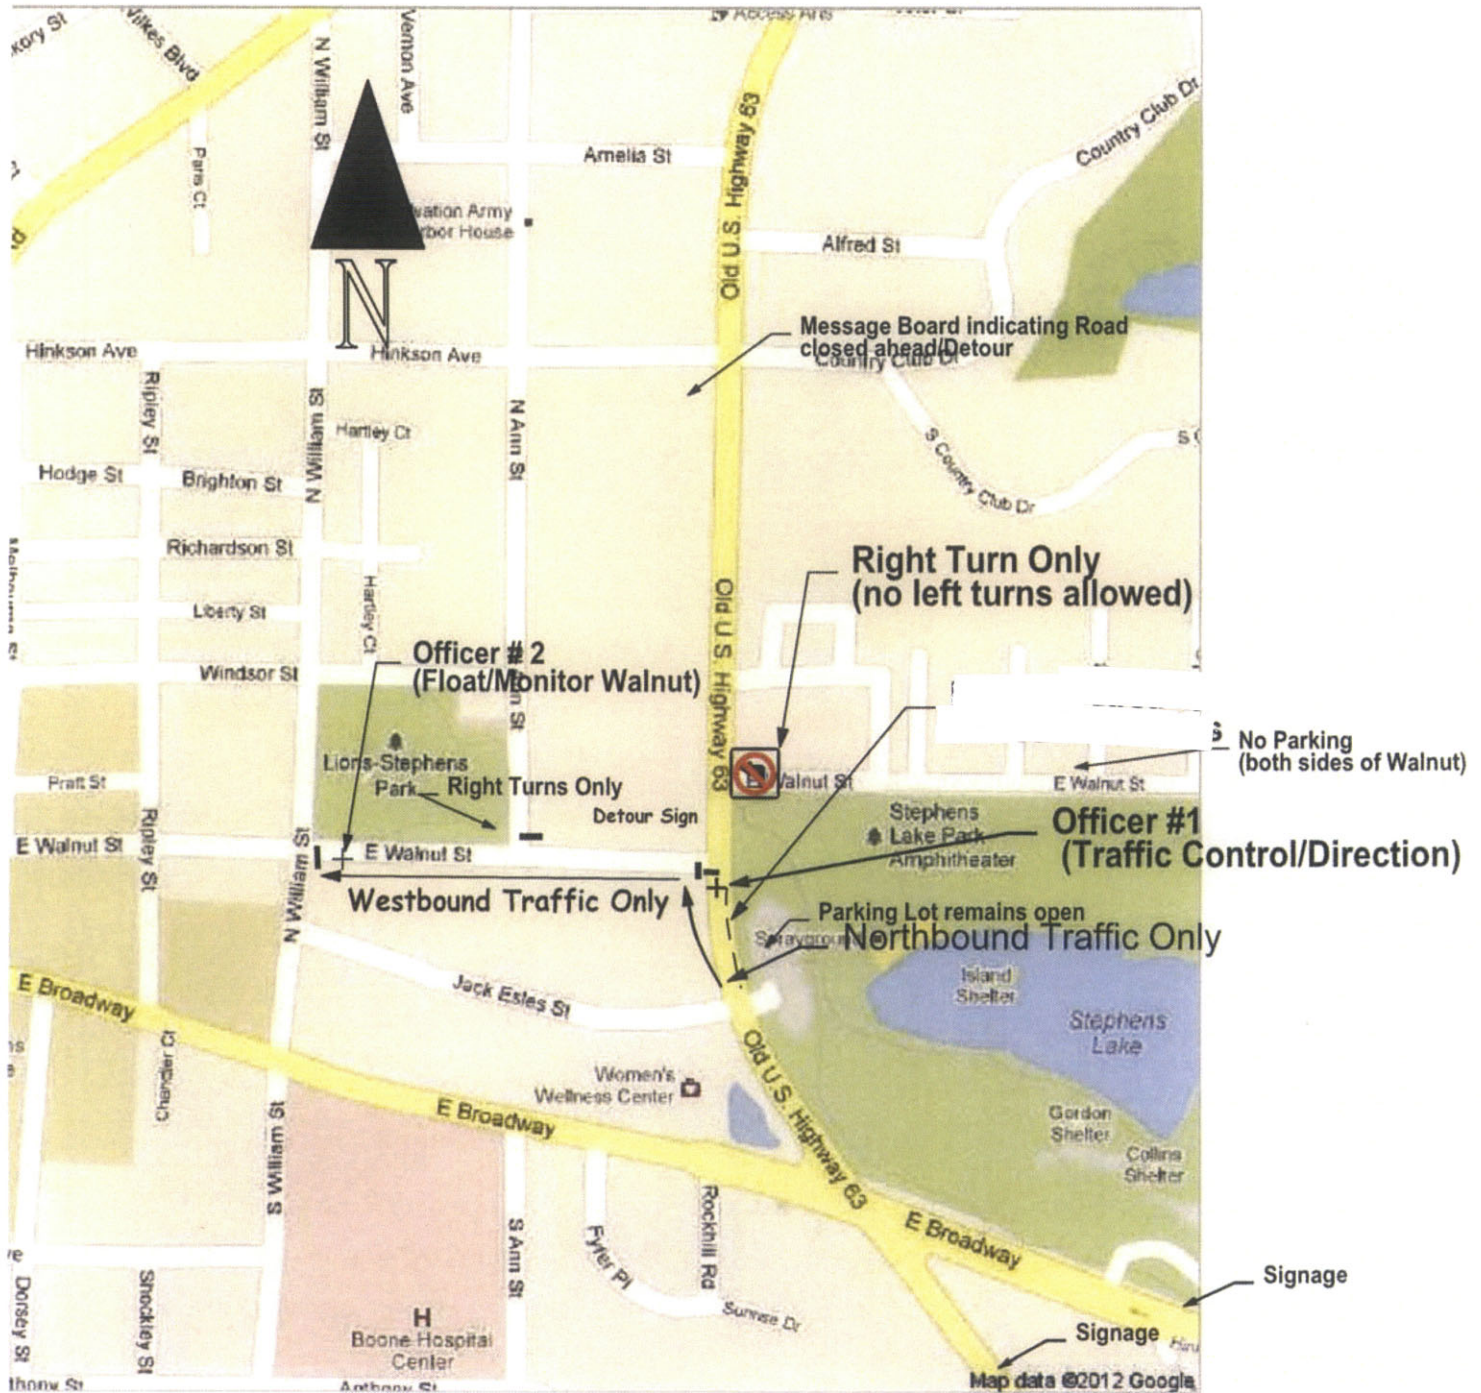 Access Arts
kory St
Wilkes Blvd
N William St
Vernon Ave
Paris Ct
Amelia St
Old U.S. Highway 63
Country Club Dr
vation Army
rbor House
Alfred St
N
Message Board indicating Road
closed ahead/Detour
Hinkson Ave
Hinkson Ave
Country Club Dr
Ripley St
N William St
Hartley Ct
N Ann St
S Country Club Dr
Hodge St
Brighton St
Richardson St
Right Turn Only
(no left turns allowed)
Hartley Ct
Liberty St
Old U.S. Highway 63
Officer # 2
(Float/Monitor Walnut)
Windsor St
No Parking
(both sides of Walnut)
Lions-Stephens
Park
Right Turns Only
Pratt St
E Walnut St
E Walnut St
Detour Sign
Stephens
Lake Park
Amphitheater
Officer #1
(Traffic Control/Direction)
E Walnut St
Ripley St
N William St
E Walnut St
Westbound Traffic Only
Parking Lot remains open
Sprayground
Northbound Traffic Only
Island
Shelter
Jack Estes St
E Broadway
Stephens
Lake
Old U.S. Highway 63
Chandler Ct
Women's
Wellness Center
E Broadway
Gordon
Shelter
Collins
Shelter
S William St
Rockhill Rd
S Ann St
Fyfer Pl
E Broadway
Signage
Dorsey St
Shockley St
Sunrise Dr
H
Boone Hospital
Center
Signage
thony St
Anthony St
Map data ©2012 Google